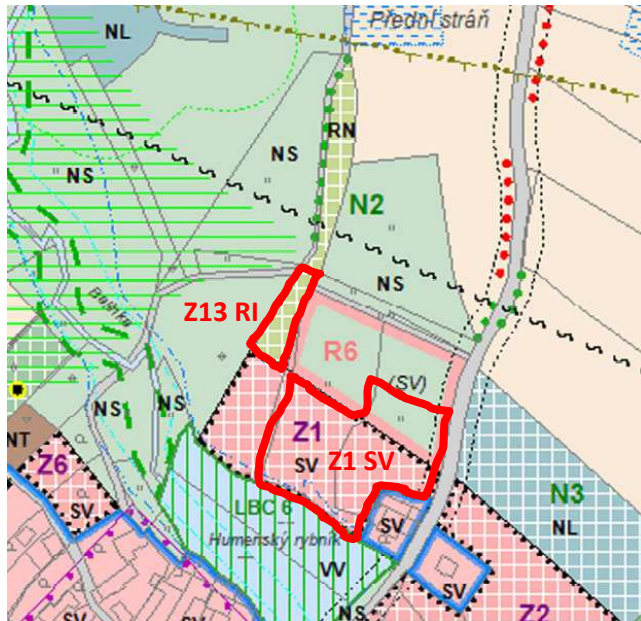 Přední stráň
NL
RN
NS
NS
N2
NS
Z13 RI
Boštko
R6
(SV)
NS
NS
Z1
SV
Z1 SV
NT
Z6
SV
LBC 6
Humenský rybník
VV
SV
N3
NL
SV
NS
SV
Z2